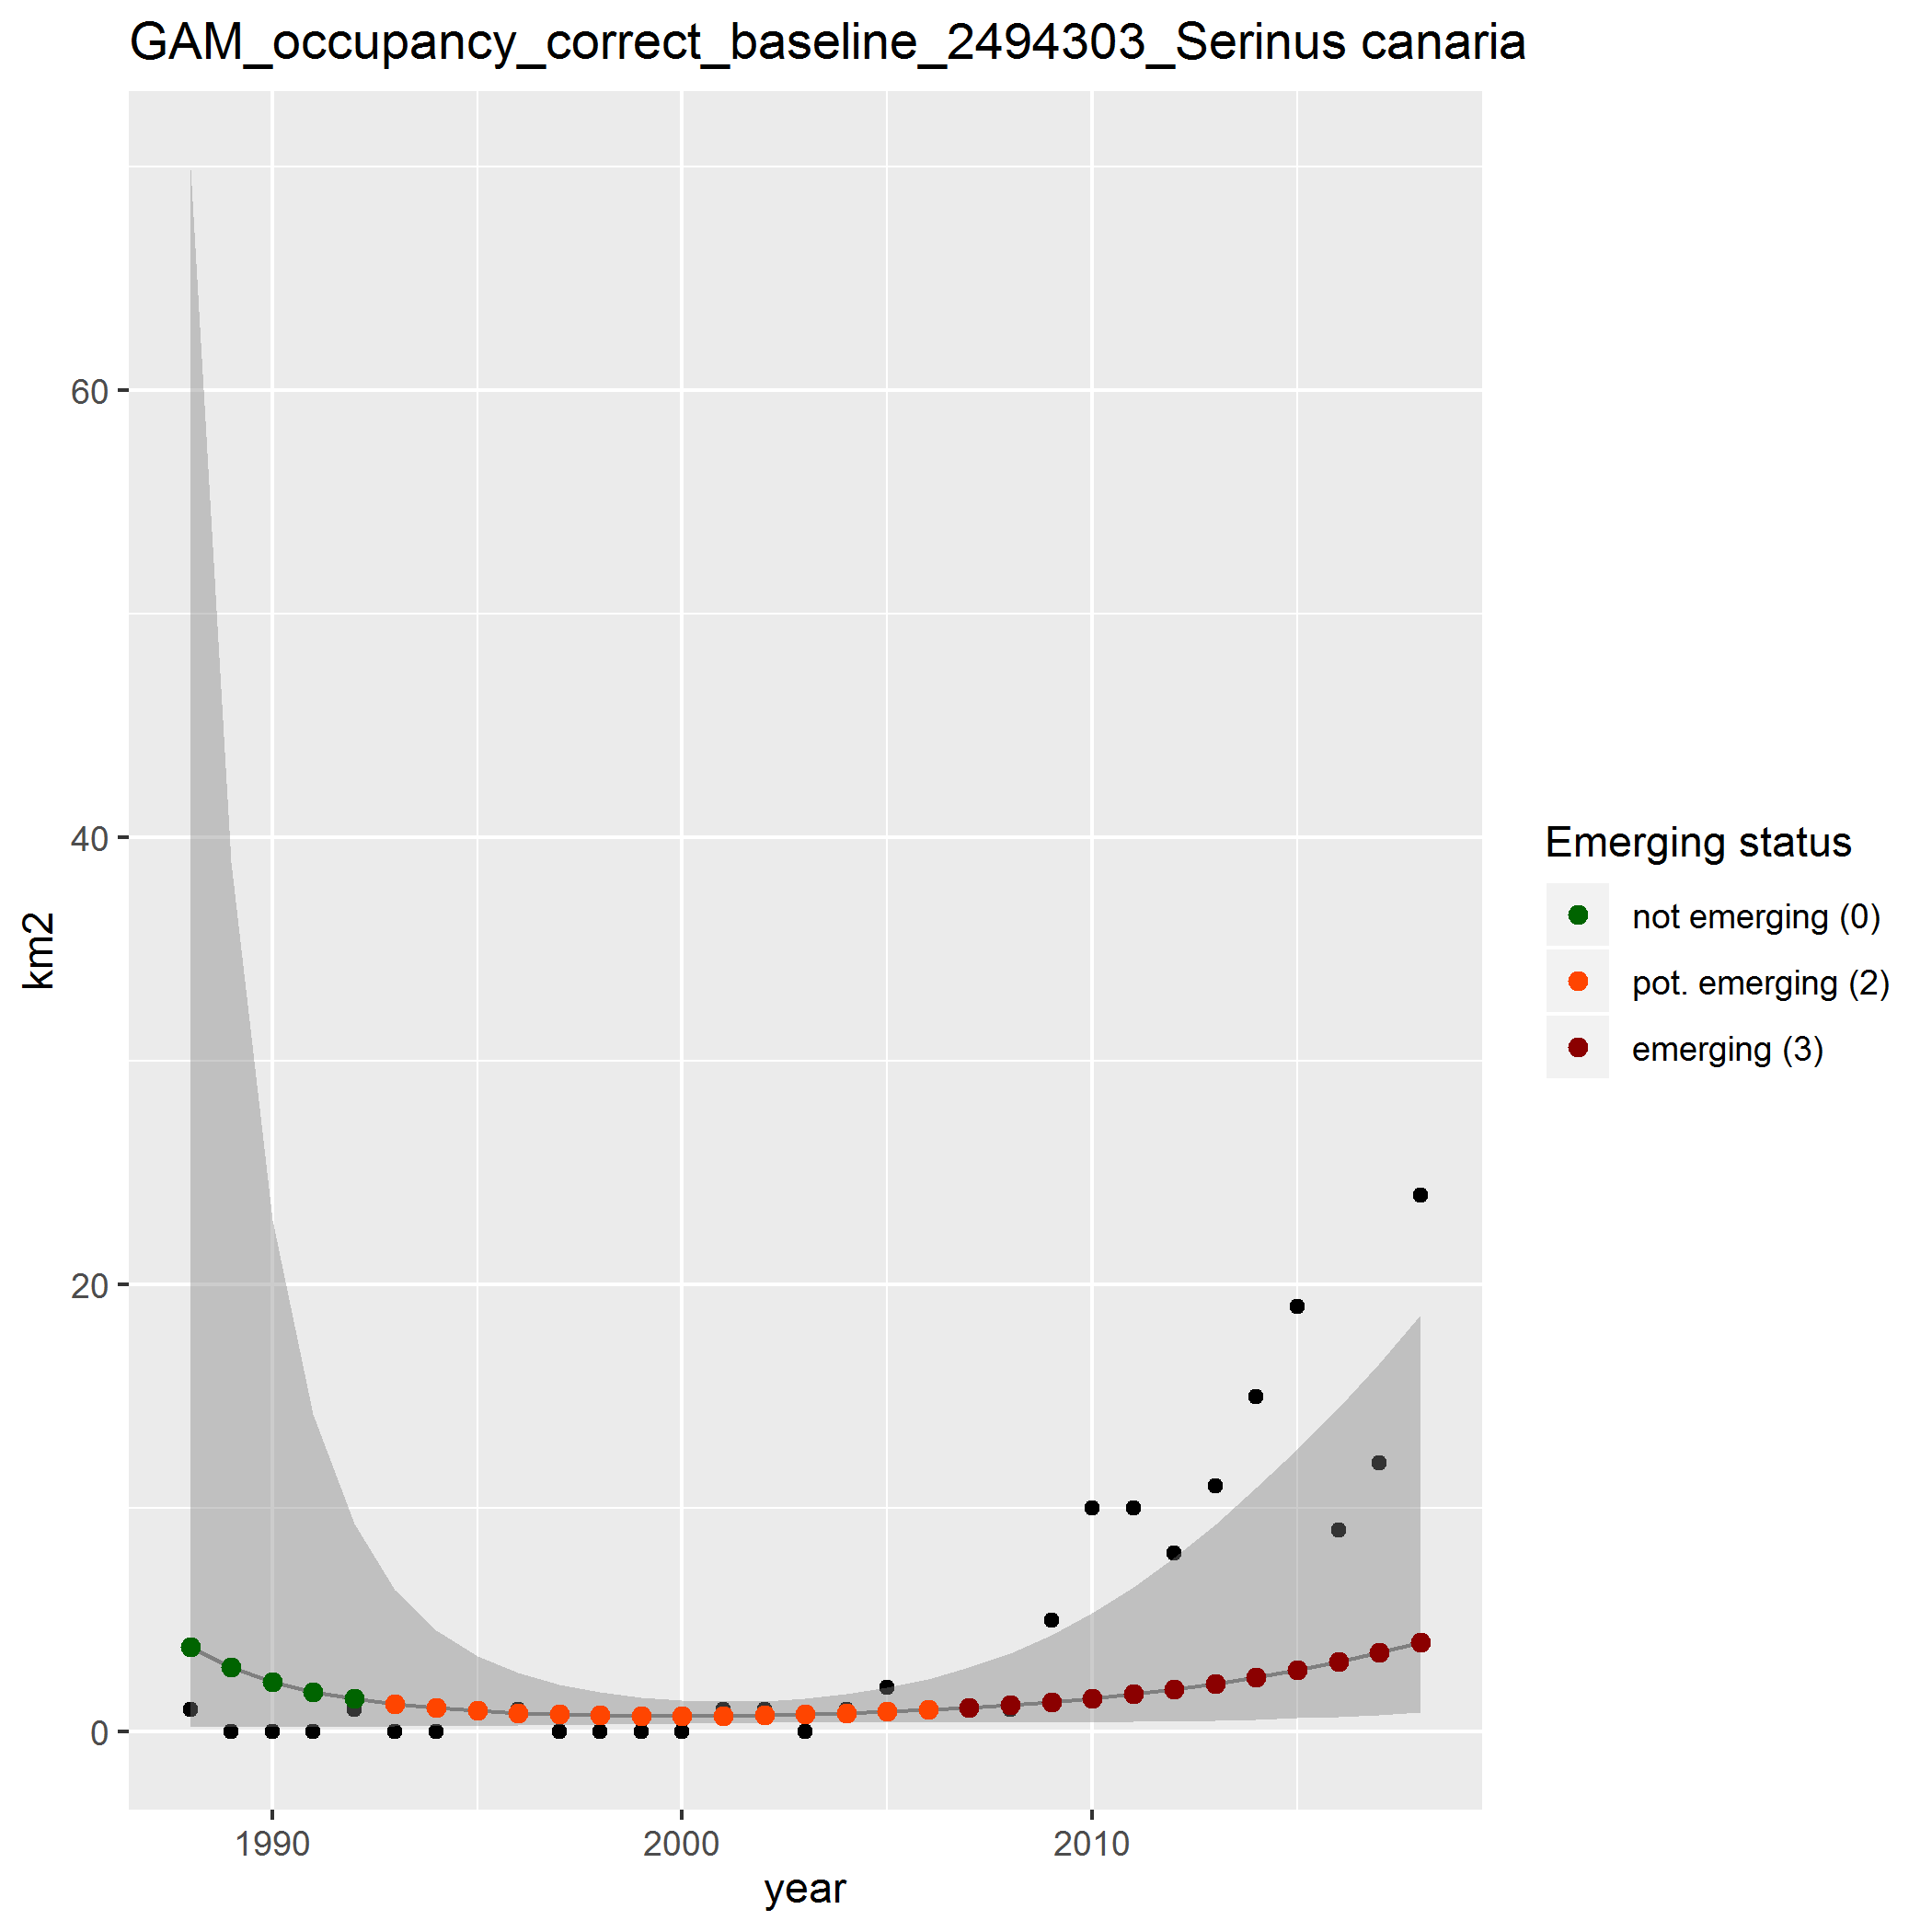 GAM_occupancy_correct_baseline_2494303_Serinus canaria
60
40
20
0
km2
1990
2000
2010
year
Emerging status
not emerging (0)
pot. emerging (2)
emerging (3)